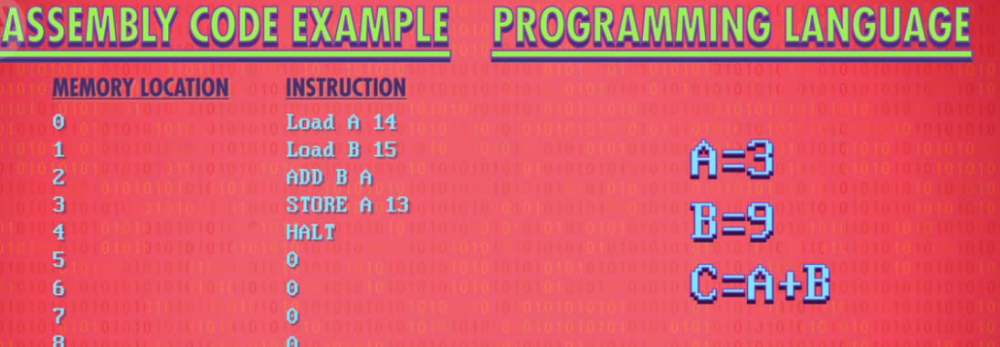 ASSEMBLY CODE EXAMPLE
MEMORY LOCATION INSTRUCTION
0 Load A 14
1 Load B 15
2 ADD B A
3 STORE A 13
4 HALT
5 0
6 0
7 0
8 0
PROGRAMMING LANGUAGE
A=3
B=9
C=A+B